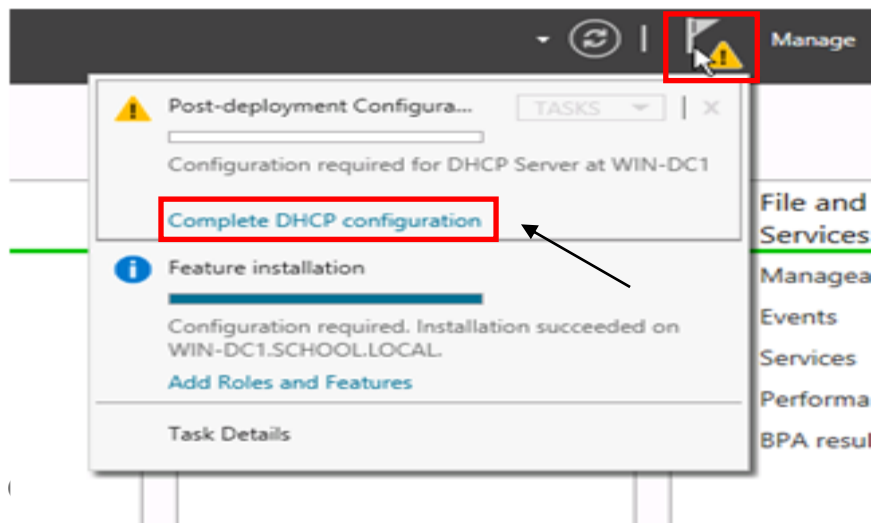 Manage
Post-deployment Configura...
TASKS
Configuration required for DHCP Server at WIN-DC1
Complete DHCP configuration
Feature installation
Configuration required. Installation succeeded on
WIN-DC1.SCHOOL.LOCAL.
Add Roles and Features
Task Details
File and
Services
Managea
Events
Services
Performa
BPA resul